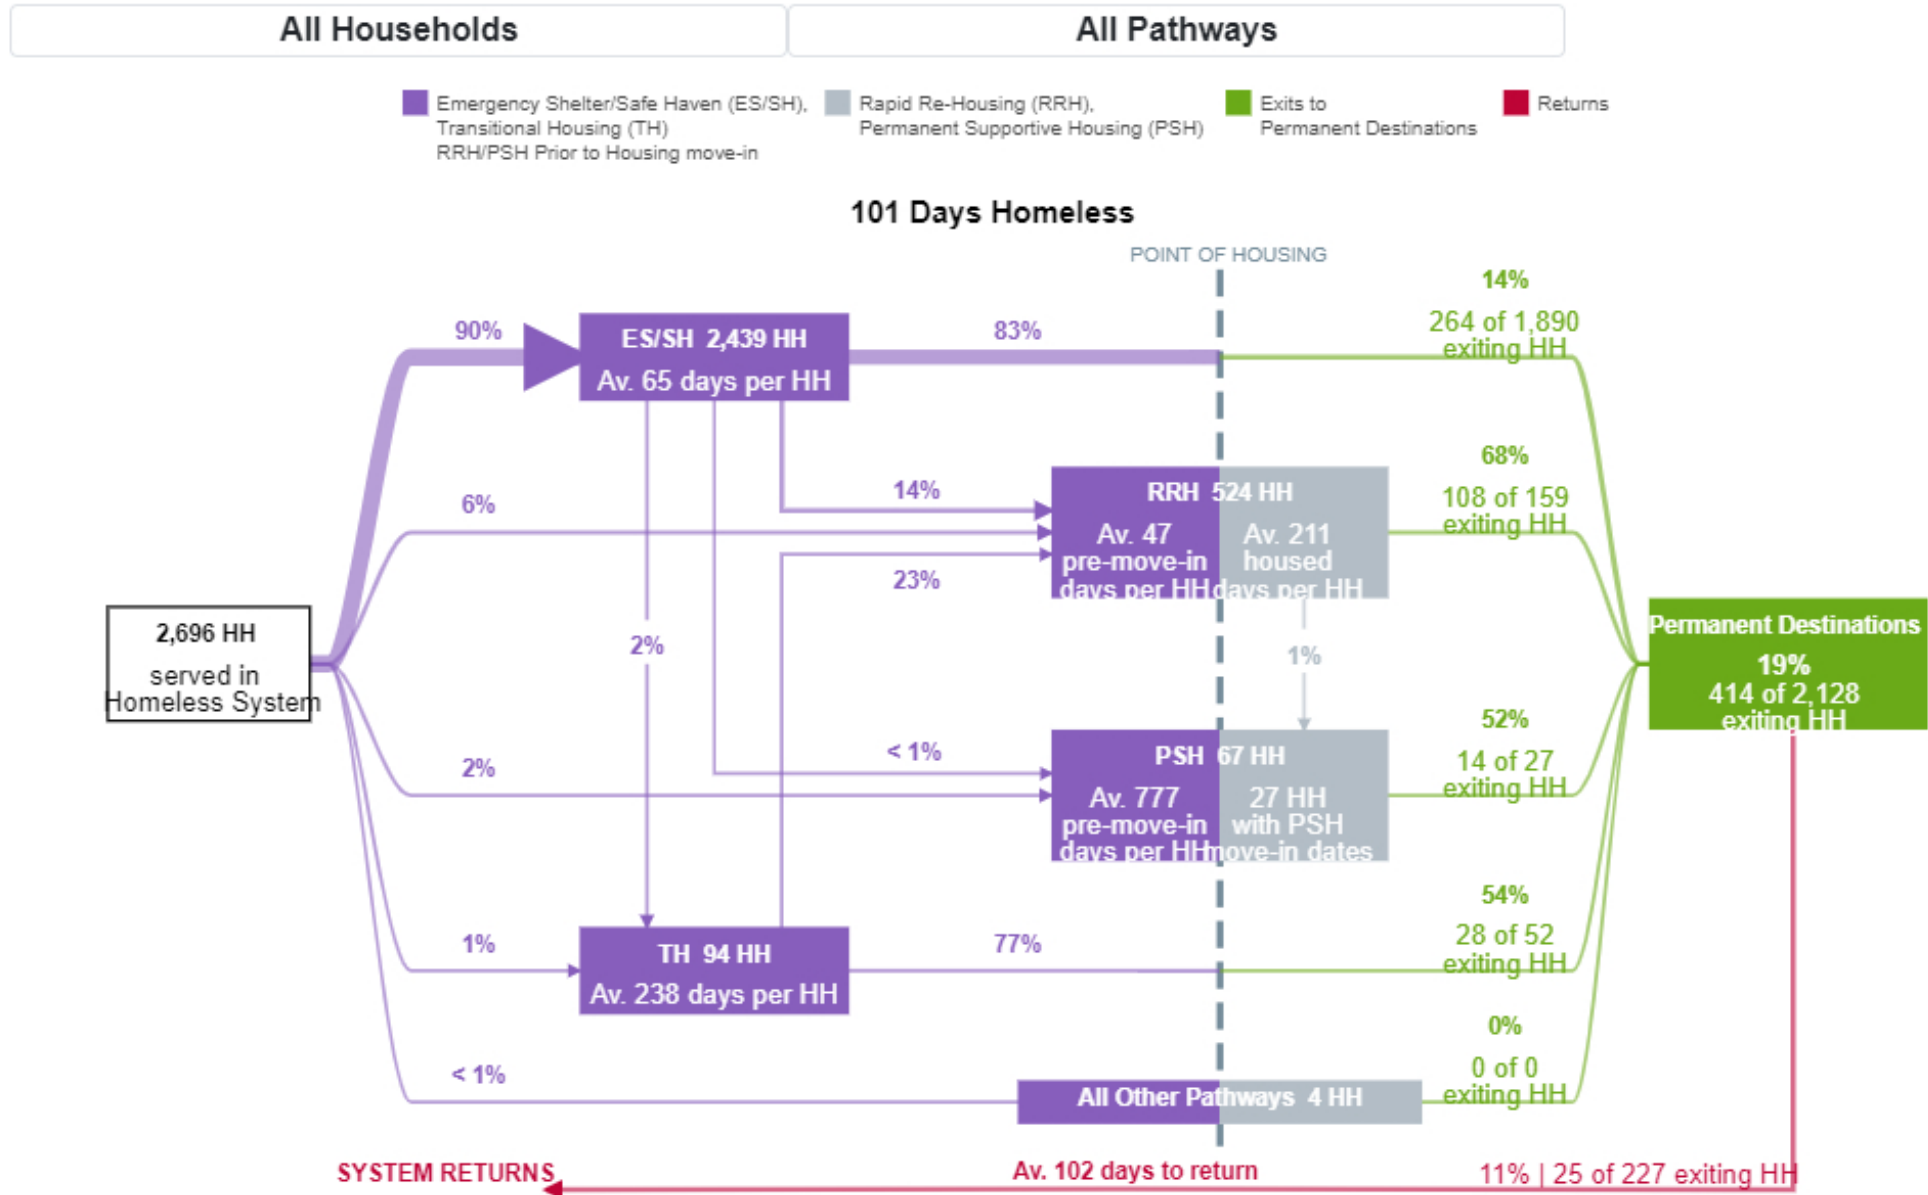 All Households
All Pathways
Emergency Shelter/Safe Haven (ES/SH),
Transitional Housing (TH)
RRH/PSH Prior to Housing move-in
Rapid Re-Housing (RRH),
Permanent Supportive Housing (PSH)
Exits to
Permanent Destinations
Returns
101 Days Homeless
POINT OF HOUSING
90%
ES/SH 2,439 HH
Av. 65 days per HH
83%
14%
264 of 1,890
exiting HH
6%
14%
23%
RRH 524 HH
Av. 47
pre-move-in
days per HH
Av. 211
housed
days per HH
68%
108 of 159
exiting HH
2,696 HH
served in
Homeless System
2%
1%
Permanent Destinations
19%
414 of 2,128
exiting HH
2%
< 1%
PSH 67 HH
Av. 777
pre-move-in
days per HH
27 HH
with PSH
move-in dates
52%
14 of 27
exiting HH
1%
TH 94 HH
Av. 238 days per HH
77%
54%
28 of 52
exiting HH
< 1%
All Other Pathways 4 HH
0%
0 of 0
exiting HH
SYSTEM RETURNS
Av. 102 days to return
11% | 25 of 227 exiting HH